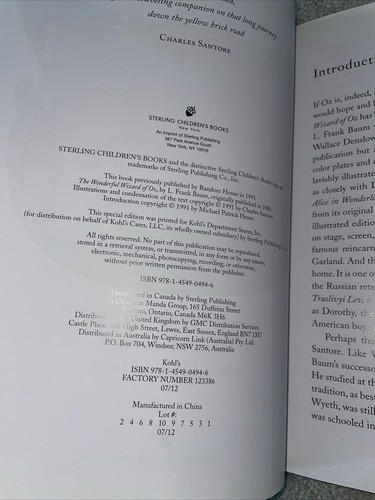 traveling companion on that long journey
down the yellow brick road
CHARLES SANTORE
STERLING CHILDREN'S BOOKS
New York
An Imprint of Sterling Publishing
387 Park Avenue South
New York, NY 10016
STERLING CHILDREN'S BOOKS and the distinctive Sterling Children's Books logo are
trademarks of Sterling Publishing Co., Inc.
This book previously published by Random House in 1991
The Wonderful Wizard of Oz, by L. Frank Baum, originally published in 1900
Illustrations and condensation of the text copyright © 1991 by Charles Santore
Introduction copyright © 1991 by Michael Patrick Hearn
This special edition was printed for Kohl's Department Stores, Inc.
(for distribution on behalf of Kohl's Cares, LLC, its wholly owned subsidiary) by Sterling Publishing
All rights reserved. No part of this publication may be reproduced,
stored in a retrieval system, or transmitted, in any form or by any means,
electronic, mechanical, photocopying, recording, or otherwise,
without prior written permission from the publisher.
ISBN 978-1-4549-0494-6
Distributed in Canada by Sterling Publishing
Canadian Manda Group, 165 Dufferin Street
Toronto, Ontario, Canada M6K 3H6
Distributed in the United Kingdom by GMC Distribution Services
Castle Place, 166 High Street, Lewes, East Sussex, England BN7 1XU
Distributed in Australia by Capricorn Link (Australia) Pty. Ltd.
P.O. Box 704, Windsor, NSW 2756, Australia
Kohl's
ISBN 978-1-4549-0494-6
FACTORY NUMBER 123386
07/12
Manufactured in China
Lot #:
2 4 6 8 10 9 7 5 3 1
07/12
Introducti
If Oz is, indeed,
would hope and
Wizard of Oz has
L. Frank Baum
Wallace Denslow
publication but
color plates and
lavishly illustrated
as closely with
Alice in Wonderla
from its original
illustrated edition
on stage, screen,
famous reincarn
Garland. And th
home. It is one o
the Russian rete
Truslivyi Lev,
as Dorothy, the
American boy
Perhaps the
Santore. Like W
Baum's successo
He studied at th
tradition, as best
Wyeth, was still
was schooled in